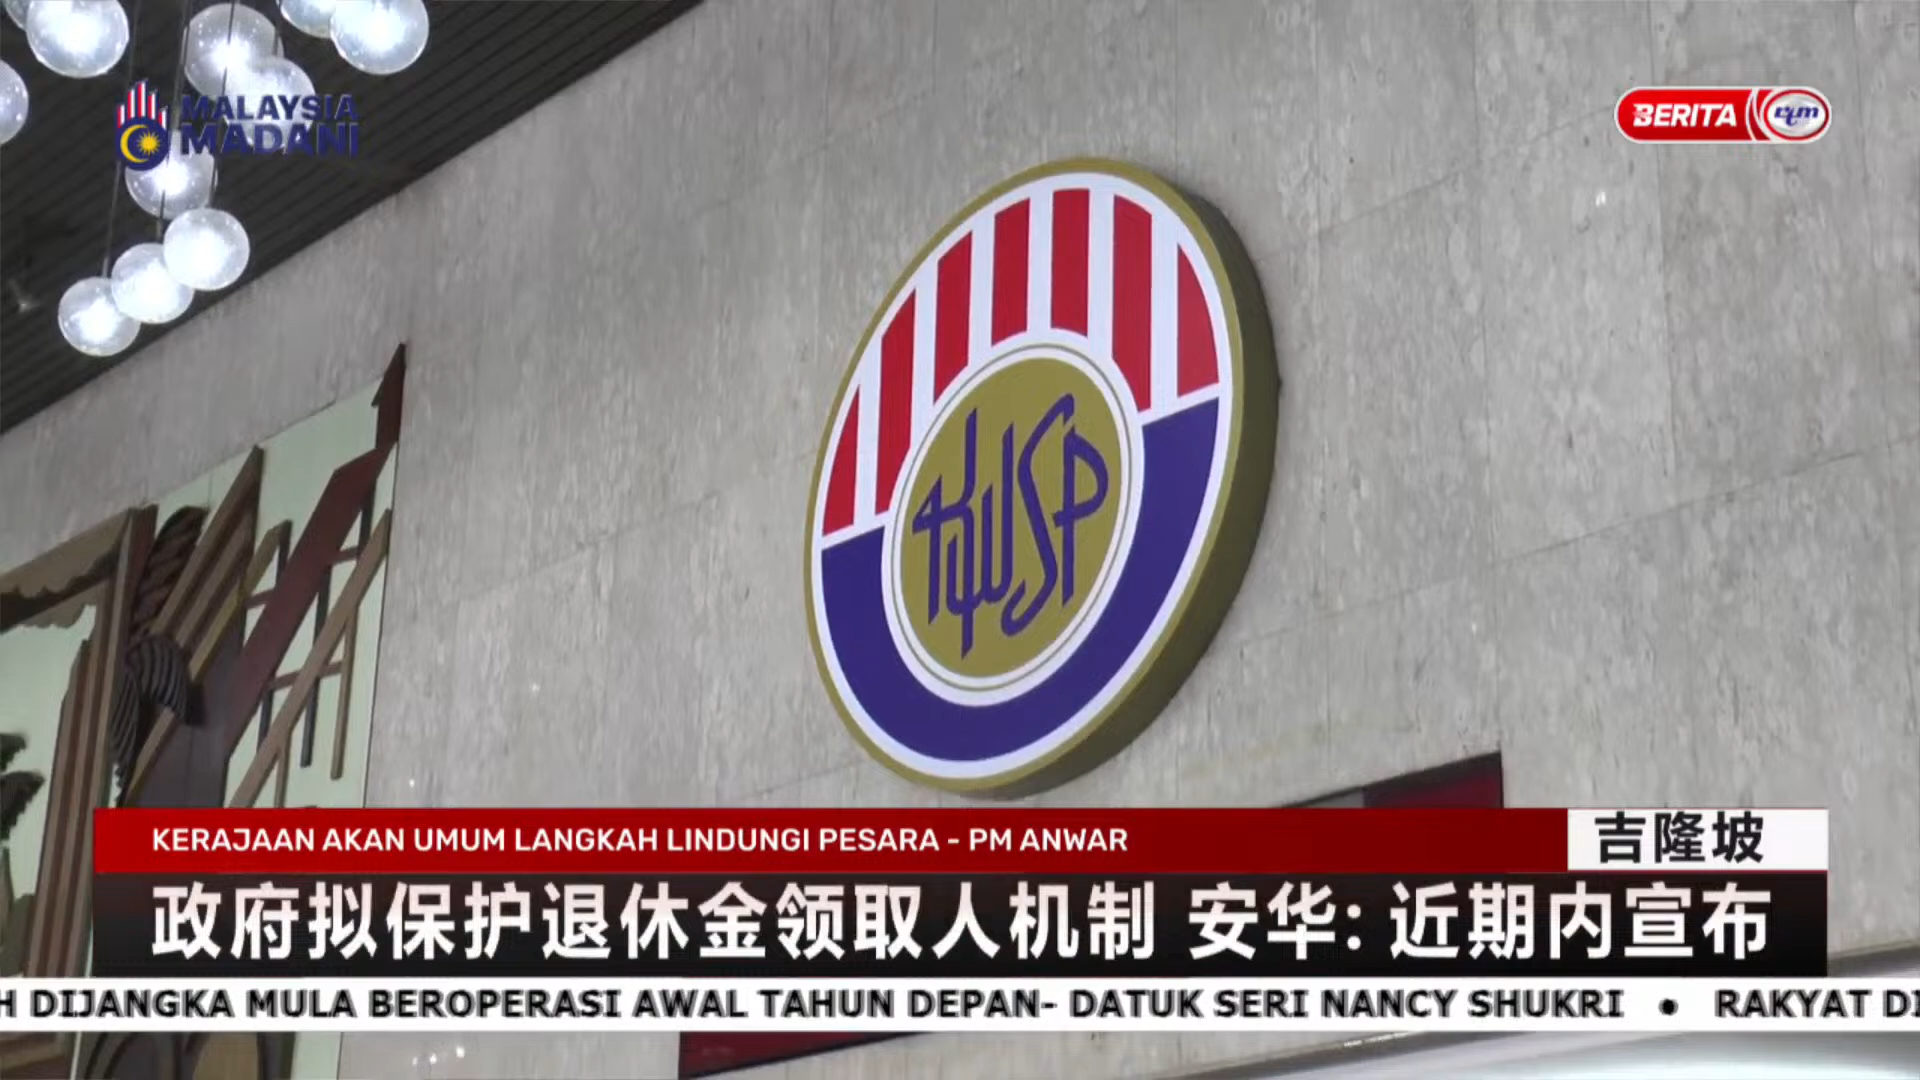 MALAYSIA
MADANI
BERITA rtm
KWSP
KERAJAAN AKAN UMUM LANGKAH LINDUNGI PESARA - PM ANWAR
吉隆坡
政府拟保护退休金领取人机制 安华: 近期内宣布
H DIJANGKA MULA BEROPERASI AWAL TAHUN DEPAN- DATUK SERI NANCY SHUKRI • RAKYAT DI